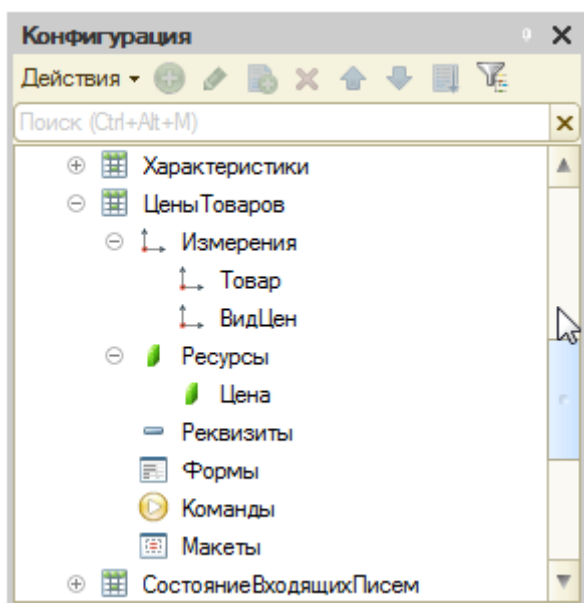 Конфигурация
Действия
Поиск (Ctrl+Alt+M)
Характеристики
ЦеныТоваров
Измерения
Товар
ВидЦен
Ресурсы
Цена
Реквизиты
Формы
Команды
Макеты
СостояниеВходящихПисем